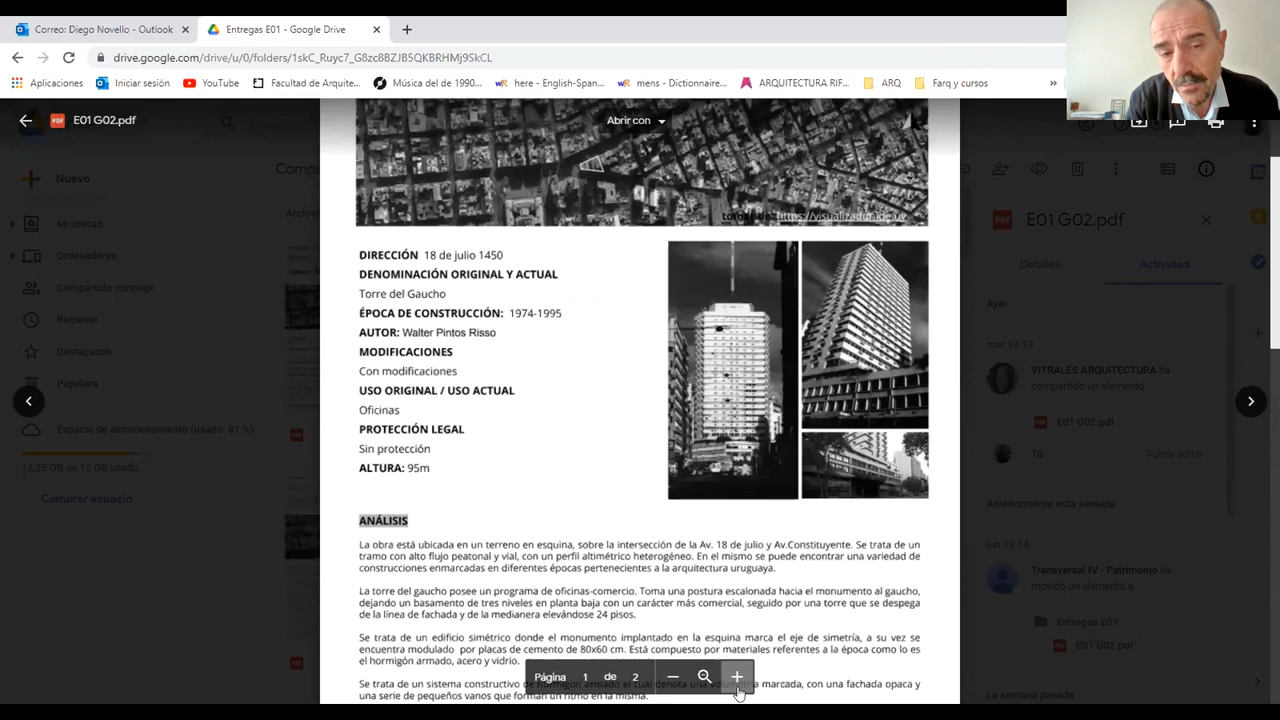 Correo: Diego Novello - Outlook
Entregas E01 - Google Drive
drive.google.com/drive/u/0/folders/1skC_Ruyc7_G8zc8BZJB5QKBRHMj9SkCL
Aplicaciones
Iniciar sesión
YouTube
Facultad de Arquite...
Música del de 1990...
here - English-Span...
mens - Dictionnaire...
ARQUITECTURA RIF...
ARQ
Farq y cursos
E01 G02.pdf
Abrir con
Nuevo
Mi unidad
Ordenadores
Compartido conmigo
Reciente
Destacados
Papelera
Espacio de almacenamiento (usado: 81 %)
12,25 GB de 15 GB usado
Comprar espacio
https://visualizador.ide.uy
DIRECCIÓN 18 de julio 1450
DENOMINACIÓN ORIGINAL Y ACTUAL
Torre del Gaucho
ÉPOCA DE CONSTRUCCIÓN: 1974-1995
AUTOR: Walter Pintos Risso
MODIFICACIONES
Con modificaciones
USO ORIGINAL / USO ACTUAL
Oficinas
PROTECCIÓN LEGAL
Sin protección
ALTURA: 95m
ANÁLISIS
La obra está ubicada en un terreno en esquina, sobre la intersección de la Av. 18 de julio y Av.Constituyente. Se trata de un
tramo con alto flujo peatonal y vial, con un perfil altimétrico heterogéneo. En el mismo se puede encontrar una variedad de
construcciones enmarcadas en diferentes épocas pertenecientes a la arquitectura uruguaya.
La torre del gaucho posee un programa de oficinas-comercio. Toma una postura escalonada hacia el monumento al gaucho,
dejando un basamento de tres niveles en planta baja con un carácter más comercial, seguido por una torre que se despega
de la línea de fachada y de la medianera elevándose 24 pisos.
Se trata de un edificio simétrico donde el monumento implantado en la esquina marca el eje de simetría, a su vez se
encuentra modulado por placas de cemento de 80x60 cm. Está compuesto por materiales referentes a la época como lo es
el hormigón armado, acero y vidrio.
Se trata de un sistema constructivo de hormigón armado el cual denota una marcada, con una fachada opaca y
una serie de pequeños vanos que forman un ritmo en la misma.
Página 1 de 2
E01 G02.pdf
Detalles
Actividad
Ayer
mar 14:13
VITRALES ARQUITECTURA ha
compartido un elemento
E01 G02.pdf
Tú
Puede editar
Anteriormente esta semana
lun 13:14
Transversal IV - Patrimonio ha
movido un elemento a
Entregas E01
E01 G02.pdf
La semana pasada